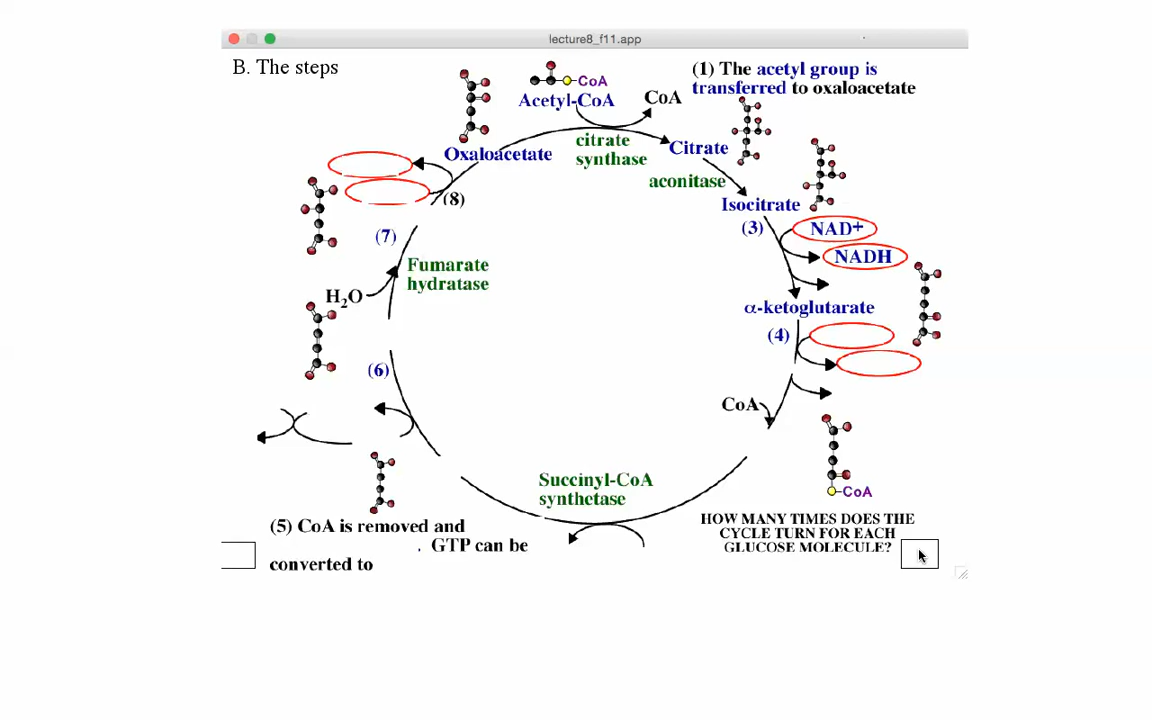 lecture8_f11.app
B. The steps
(1) The acetyl group is
transferred to oxaloacetate
CoA
Acetyl-CoA
CoA
citrate
synthase
Oxaloacetate
Citrate
aconitase
Isocitrate
(8)
(3)
NAD+
NADH
(7)
Fumarate
hydratase
H2O
α-ketoglutarate
(4)
(6)
CoA
CoA
Succinyl-CoA
synthetase
(5) CoA is removed and
. GTP can be
converted to
HOW MANY TIMES DOES THE
CYCLE TURN FOR EACH
GLUCOSE MOLECULE?